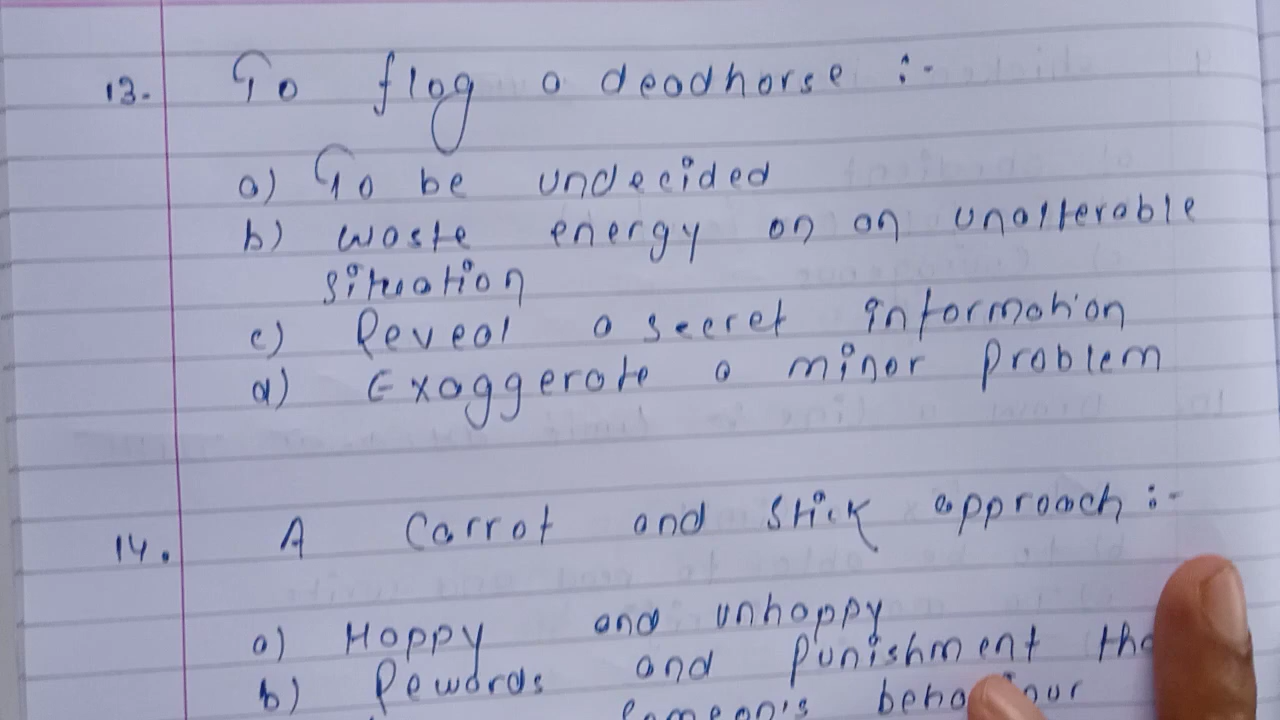 13. To flog a deadhorse :-
a) To be undecided
b) waste energy on an unalterable
situation
c) Reveal a secret information
d) Exaggerate a minor problem
14. A Carrot and stick approach :-
a) Happy and unhappy
b) Rewards and punishment